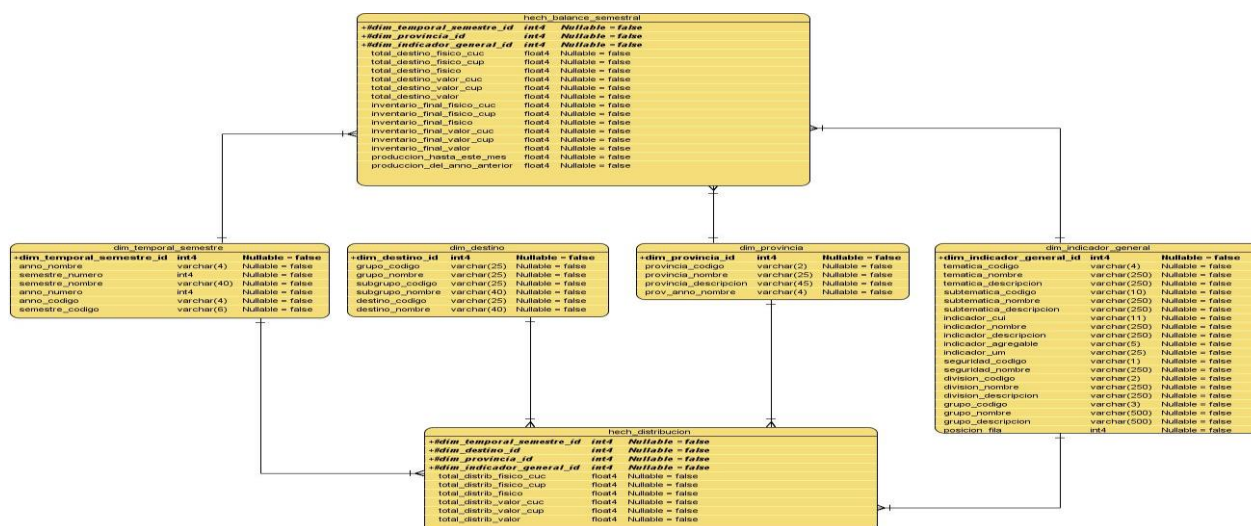 hech_balance_semestral
+#dim_temporal_semestre_id int4 Nullable = false
+#dim_provincia_id int4 Nullable = false
+#dim_indicador_general_id int4 Nullable = false
total_destino_fisico_cuc float4 Nullable = false
total_destino_fisico_cup float4 Nullable = false
total_destino_fisico float4 Nullable = false
total_destino_valor_cuc float4 Nullable = false
total_destino_valor_cup float4 Nullable = false
total_destino_valor float4 Nullable = false
inventario_final_fisico_cuc float4 Nullable = false
inventario_final_fisico_cup float4 Nullable = false
inventario_final_fisico float4 Nullable = false
inventario_final_valor_cuc float4 Nullable = false
inventario_final_valor_cup float4 Nullable = false
inventario_final_valor float4 Nullable = false
produccion_hasta_este_mes float4 Nullable = false
produccion_del_anno_anterior float4 Nullable = false
dim_temporal_semestre
+dim_temporal_semestre_id int4 Nullable = false
anno_nombre varchar(4) Nullable = false
semestre_numero int4 Nullable = false
semestre_nombre varchar(40) Nullable = false
anno_numero int4 Nullable = false
anno_codigo varchar(4) Nullable = false
semestre_codigo varchar(6) Nullable = false
dim_destino
+dim_destino_id int4 Nullable = false
grupo_codigo varchar(25) Nullable = false
grupo_nombre varchar(25) Nullable = false
subgrupo_codigo varchar(25) Nullable = false
subgrupo_nombre varchar(40) Nullable = false
destino_codigo varchar(25) Nullable = false
destino_nombre varchar(40) Nullable = false
dim_provincia
+dim_provincia_id int4 Nullable = false
provincia_codigo varchar(2) Nullable = false
provincia_nombre varchar(25) Nullable = false
provincia_descripcion varchar(45) Nullable = false
prov_anno_nombre varchar(4) Nullable = false
dim_indicador_general
+dim_indicador_general_id int4 Nullable = false
tematica_codigo varchar(4) Nullable = false
tematica_nombre varchar(250) Nullable = false
tematica_descripcion varchar(250) Nullable = false
subtematica_codigo varchar(10) Nullable = false
subtematica_nombre varchar(250) Nullable = false
subtematica_descripcion varchar(250) Nullable = false
indicador_cui varchar(11) Nullable = false
indicador_nombre varchar(250) Nullable = false
indicador_descripcion varchar(250) Nullable = false
indicador_agregable varchar(5) Nullable = false
indicador_um varchar(25) Nullable = false
seguridad_codigo varchar(1) Nullable = false
seguridad_nombre varchar(250) Nullable = false
division_codigo varchar(2) Nullable = false
division_nombre varchar(250) Nullable = false
division_descripcion varchar(250) Nullable = false
grupo_codigo varchar(3) Nullable = false
grupo_nombre varchar(500) Nullable = false
grupo_descripcion varchar(500) Nullable = false
posicion_fila int4 Nullable = false
hech_distribucion
+#dim_temporal_semestre_id int4 Nullable = false
+#dim_destino_id int4 Nullable = false
+#dim_provincia_id int4 Nullable = false
+#dim_indicador_general_id int4 Nullable = false
total_distrib_fisico_cuc float4 Nullable = false
total_distrib_fisico_cup float4 Nullable = false
total_distrib_fisico float4 Nullable = false
total_distrib_valor_cuc float4 Nullable = false
total_distrib_valor_cup float4 Nullable = false
total_distrib_valor float4 Nullable = false